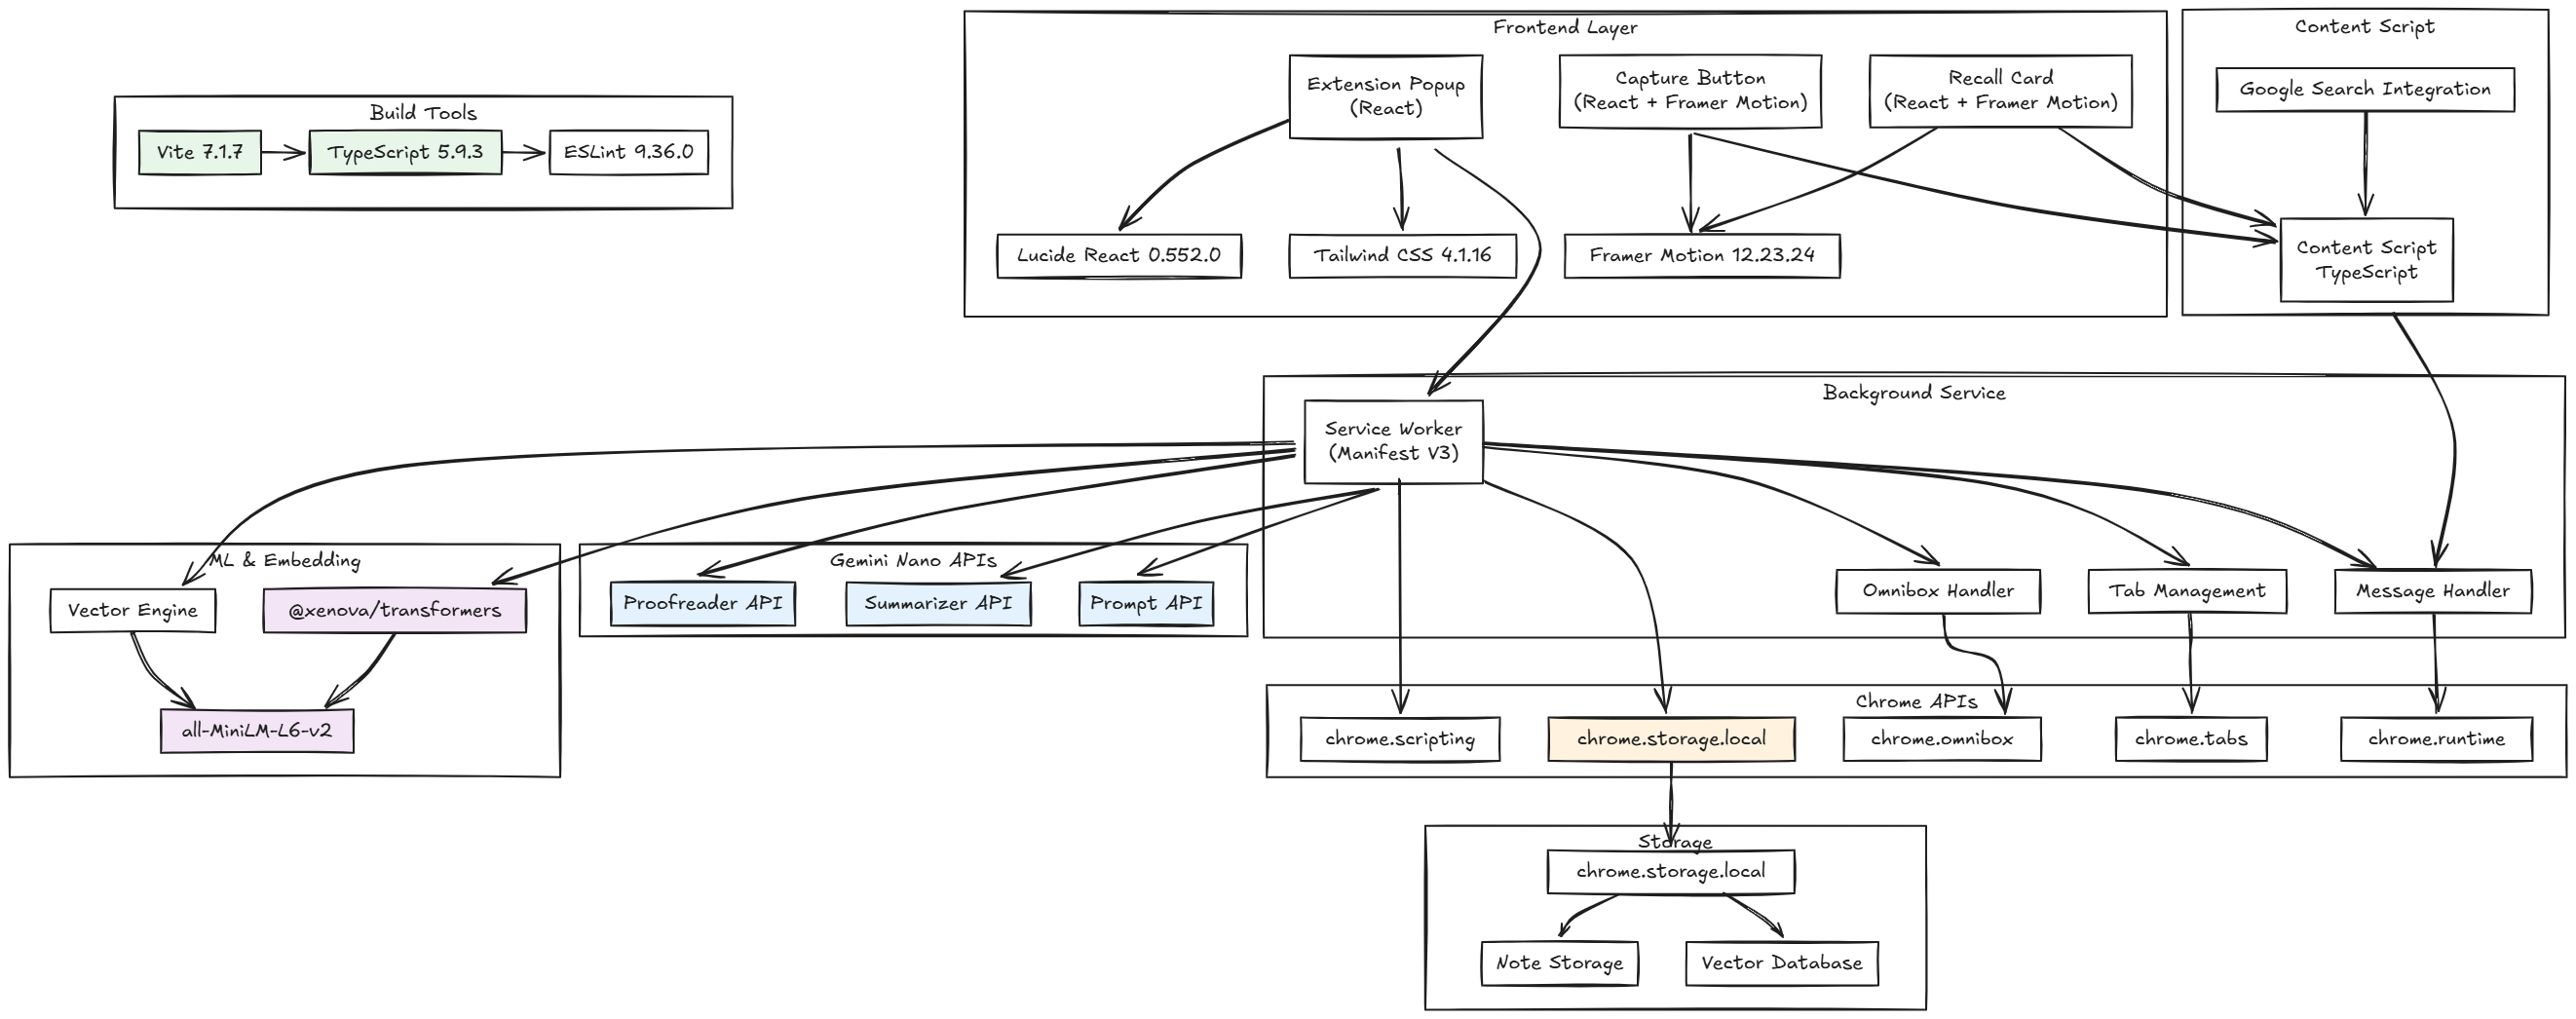 Frontend Layer
Content Script
Extension Popup
(React)
Capture Button
(React + Framer Motion)
Recall Card
(React + Framer Motion)
Google Search Integration
Build Tools
Vite 7.1.7
TypeScript 5.9.3
ESLint 9.36.0
Lucide React 0.552.0
Tailwind CSS 4.1.16
Framer Motion 12.23.24
Content Script
TypeScript
Background Service
Service Worker
(Manifest V3)
ML & Embedding
Vector Engine
@xenova/transformers
all-MiniLM-L6-v2
Gemini Nano APIs
Proofreader API
Summarizer API
Prompt API
Omnibox Handler
Tab Management
Message Handler
Chrome APIs
chrome.scripting
chrome.storage.local
chrome.omnibox
chrome.tabs
chrome.runtime
Storage
chrome.storage.local
Note Storage
Vector Database